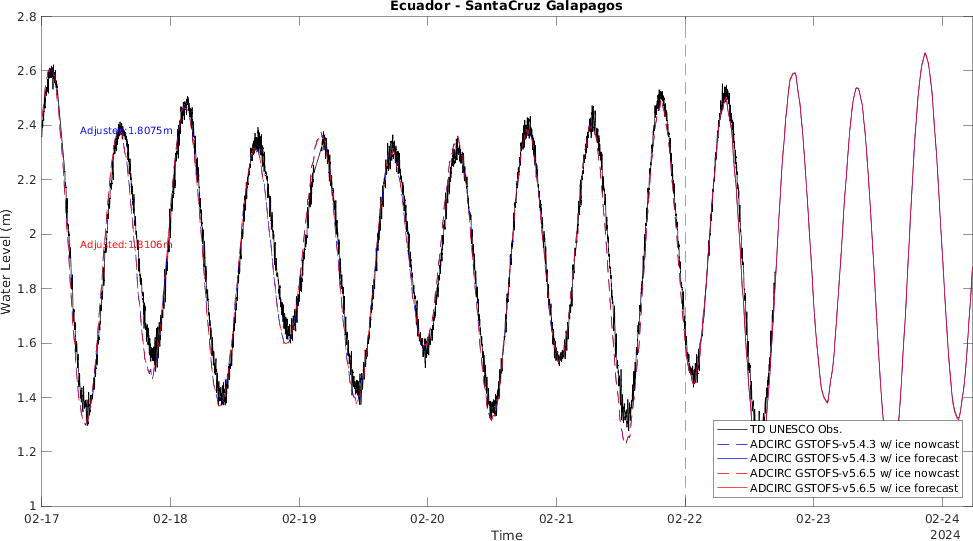 Ecuador - SantaCruz Galapagos
2.8
2.6
2.4
2.2
2
1.8
1.6
1.4
1.2
1
Water Level (m)
Adjusted:1.8075m
Adjusted:1.8106m
TD UNESCO Obs.
ADCIRC GSTOFS-v5.4.3 w/ ice nowcast
ADCIRC GSTOFS-v5.4.3 w/ ice forecast
ADCIRC GSTOFS-v5.6.5 w/ ice nowcast
ADCIRC GSTOFS-v5.6.5 w/ ice forecast
02-17 02-18 02-19 02-20 02-21 02-22 02-23 02-24
Time
2024